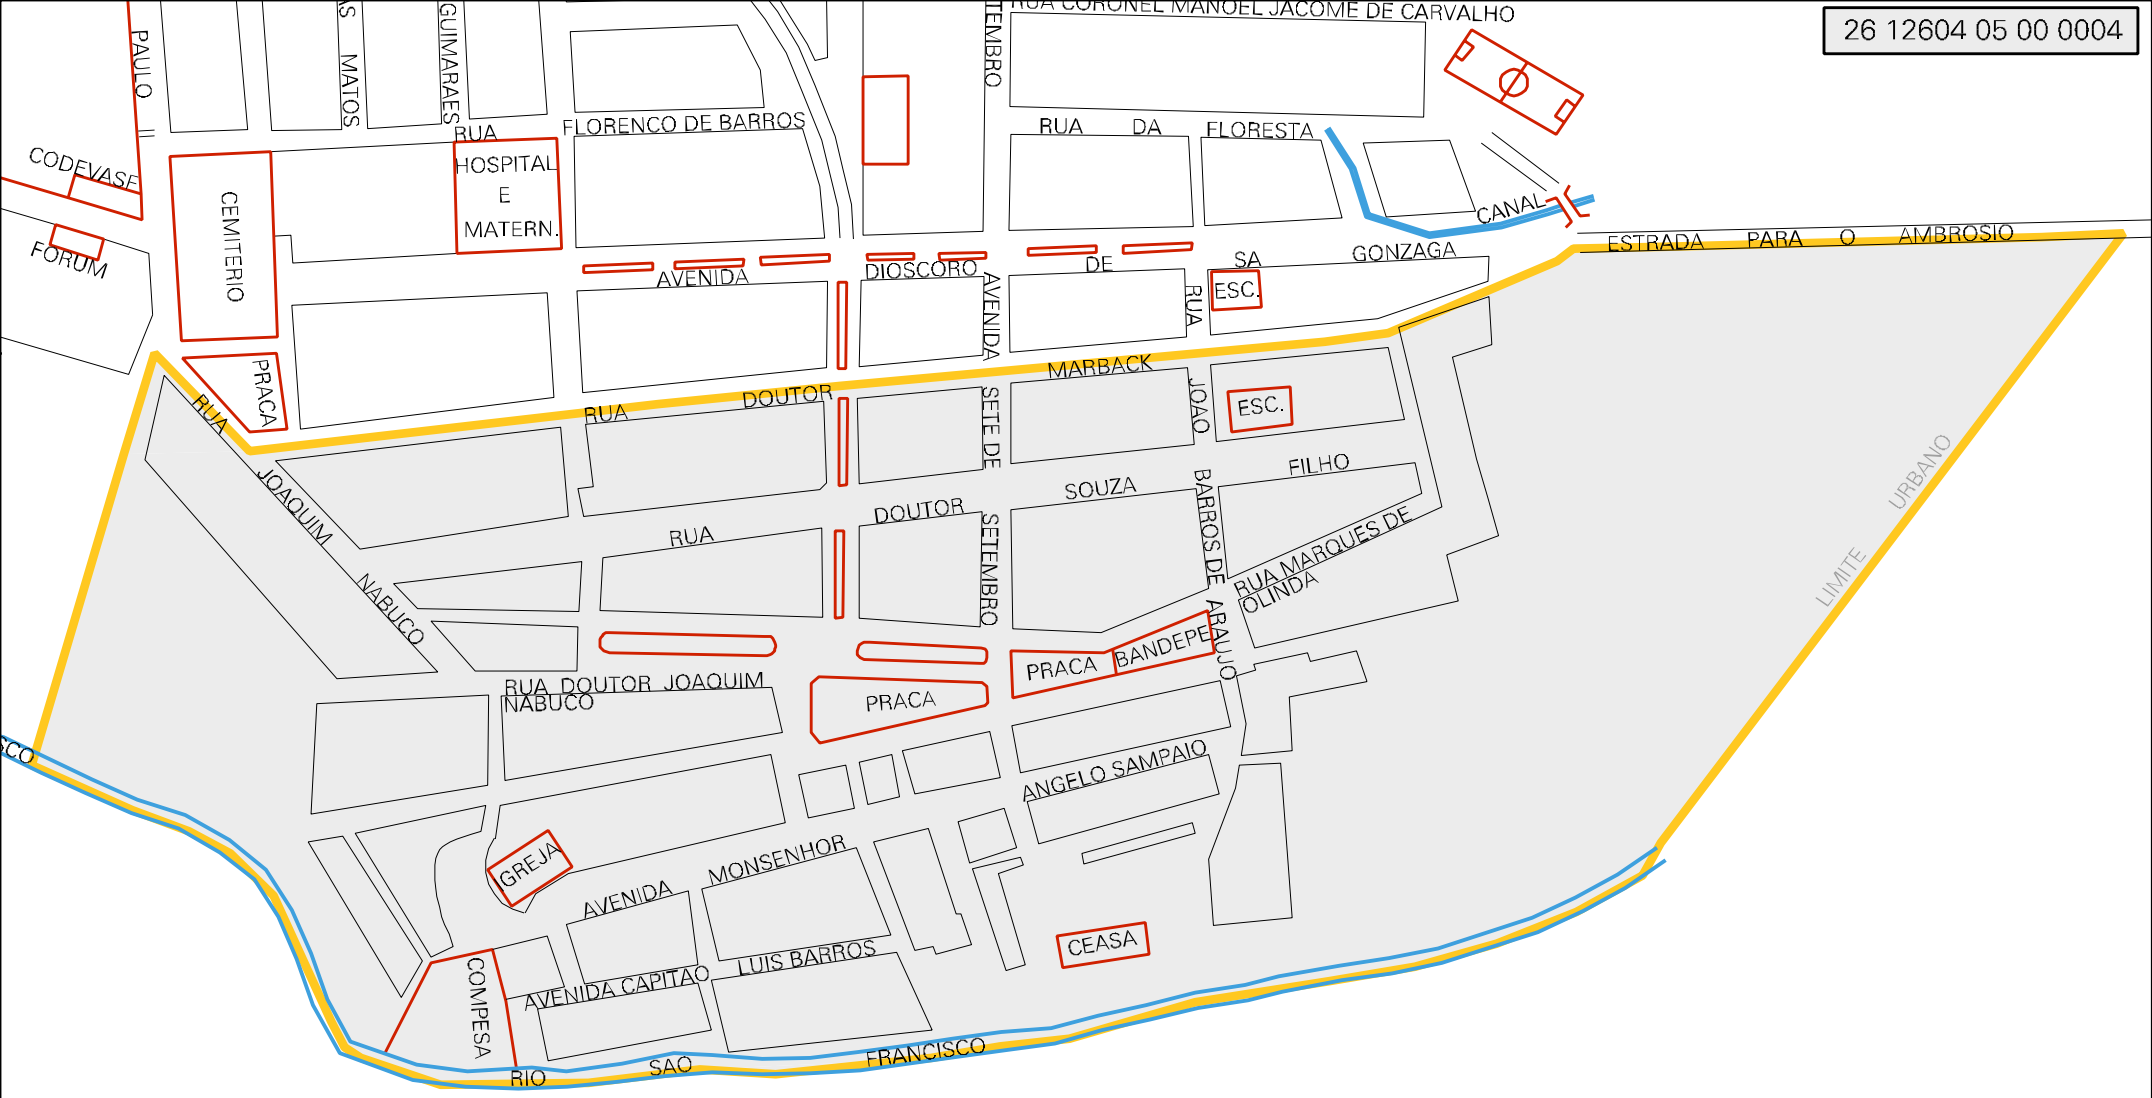 RUA CORONEL MANOEL JACOME DE CARVALHO
26 12604 05 00 0004
PAULO
AS MATOS
GUIMARAES
TEMBRO
RUA FLORENCO DE BARROS
RUA DA FLORESTA
CODEVASF
CEMITERIO
HOSPITAL
E
MATERN.
CANAL
FORUM
ESTRADA PARA O AMBROSIO
AVENIDA DIOSCORO DE SA GONZAGA
ESC.
PRACA
RUA DOUTOR MARBACK
ESC.
AVENIDA SETE DE SETEMBRO
RUA JOAO BARROS DE ARAUJO
RUA JOAQUIM NABUCO
RUA DOUTOR SOUZA FILHO
RUA MARQUES DE
OLINDA
LIMITE URBANO
PRACA
BANDEPE
RUA DOUTOR JOAQUIM
NABUCO
PRACA
SCO
AVENIDA MONSENHOR ANGELO SAMPAIO
IGREJA
CEASA
AVENIDA CAPITAO LUIS BARROS
COMPESA
RIO SAO FRANCISCO